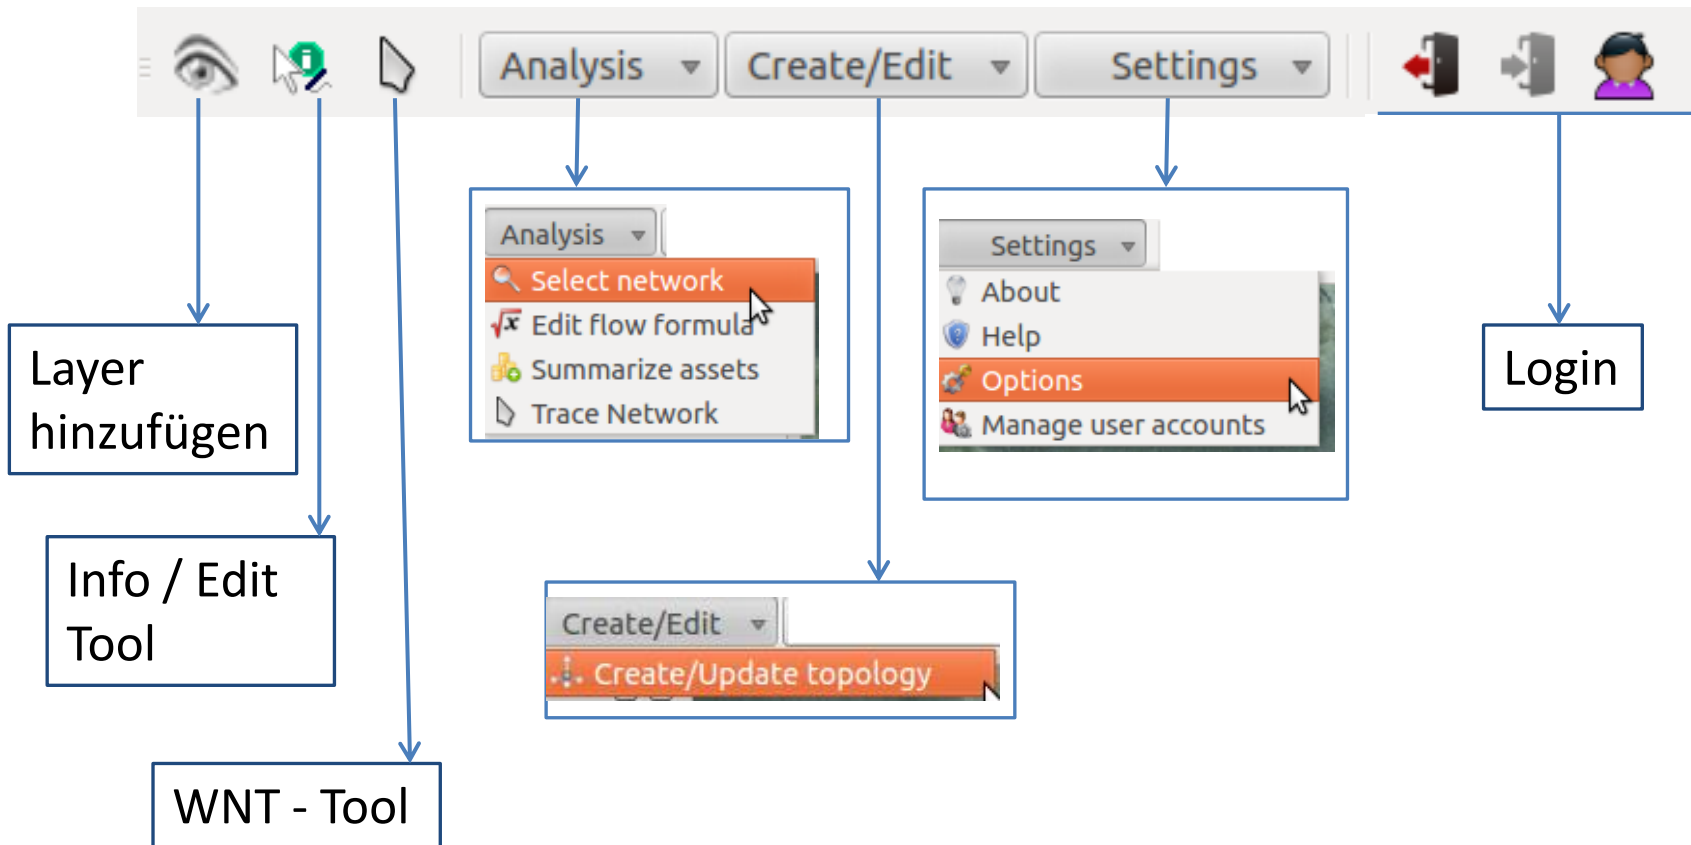 Analysis
Create/Edit
Settings
Analysis
Select network
Edit flow formula
Summarize assets
Trace Network
Settings
About
Help
Options
Manage user accounts
Layer
hinzufügen
Login
Info / Edit
Tool
Create/Edit
Create/Update topology
WNT - Tool